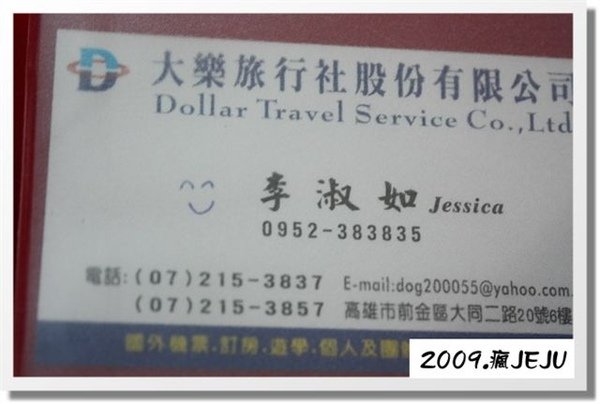 大樂旅行社股份有限公司
Dollar Travel Service Co.,Ltd
李淑如 Jessica
0952-383835
電話:(07)215-3837 E-mail:dog200055@yahoo.com.
(07)215-3857 高雄市前金區大同二路20號6樓
國外機票.訂房.遊學.個人及團體
2009.瘋JEJU